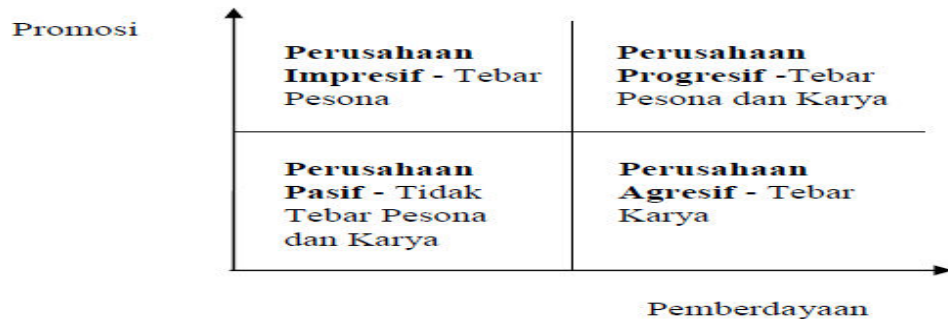 Promosi
Perusahaan
Impresif - Tebar
Pesona
Perusahaan
Progresif -Tebar
Pesona dan Karya
Perusahaan
Pasif - Tidak
Tebar Pesona
dan Karya
Perusahaan
Agresif - Tebar
Karya
Pemberdayaan